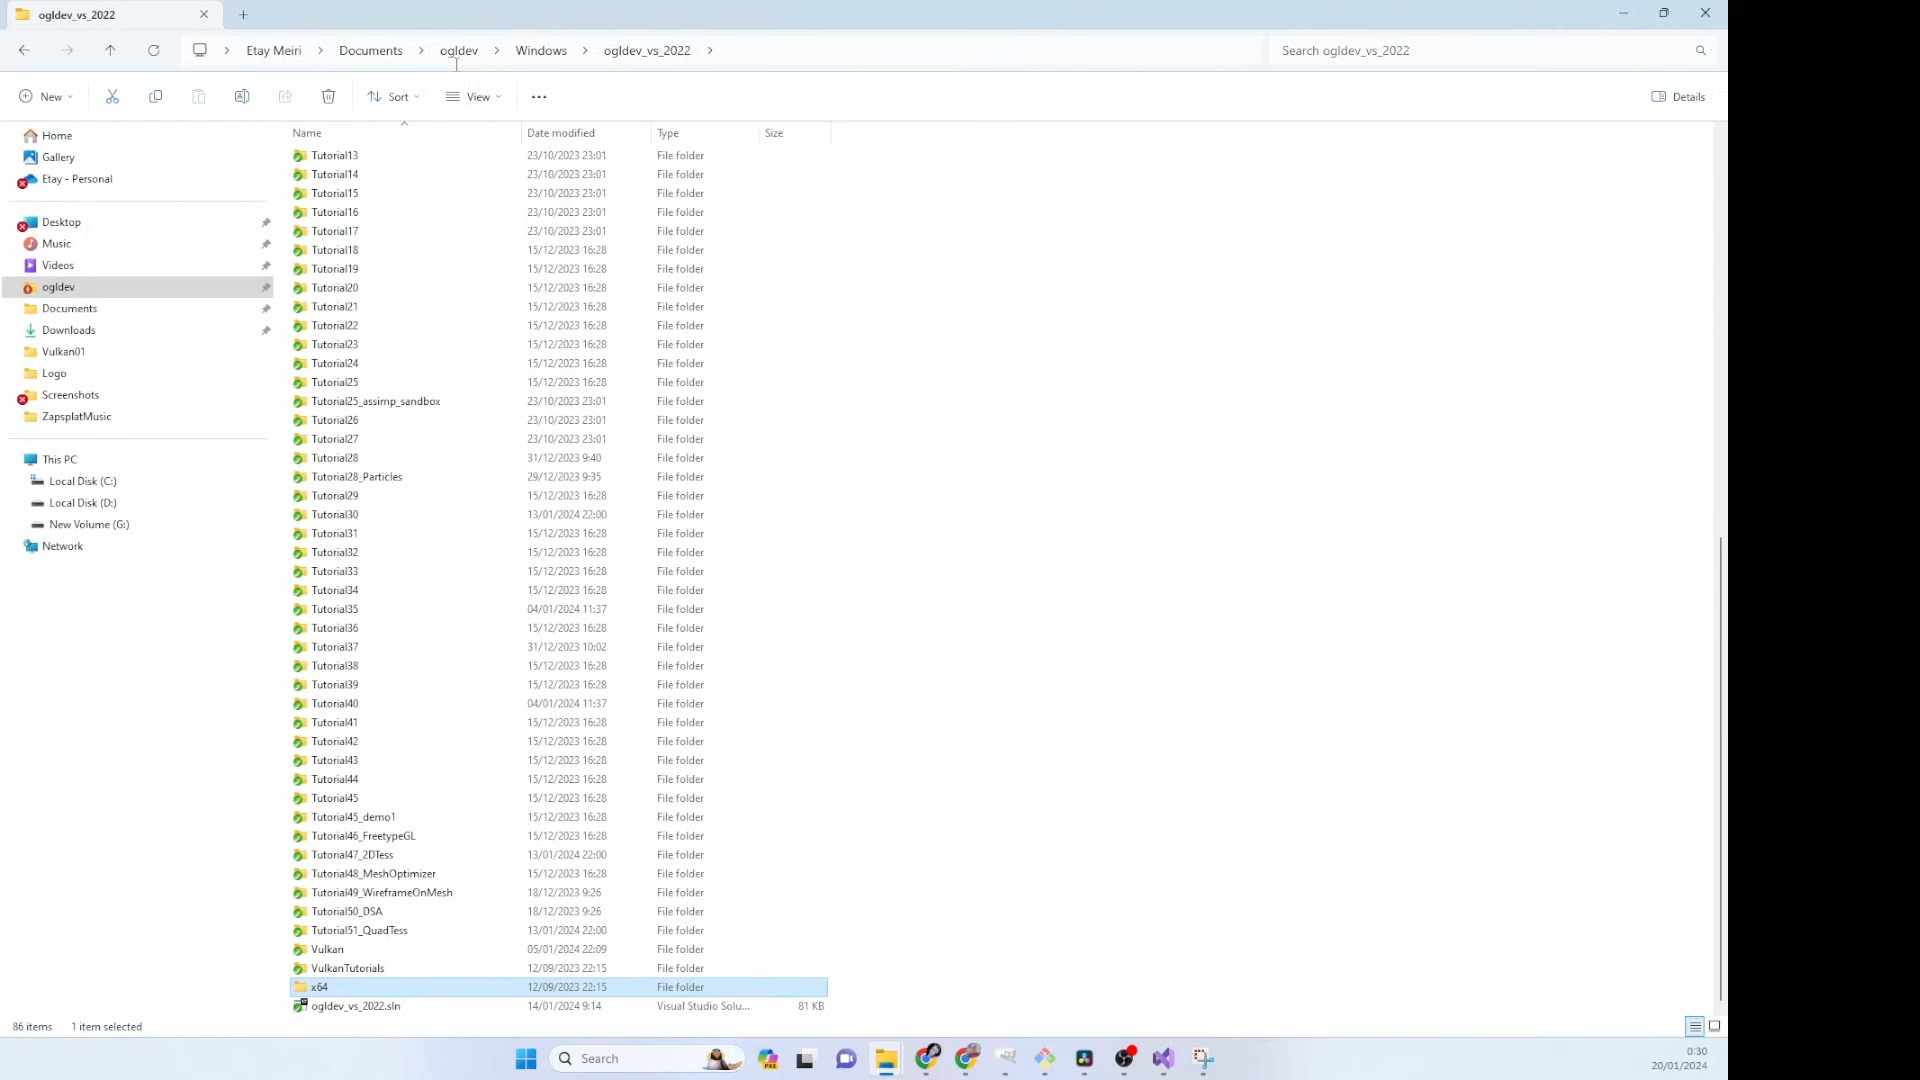 ogldev_vs_2022
Etay Meiri > Documents > ogldev > Windows > ogldev_vs_2022 >
Search ogldev_vs_2022
New
Sort
View
Details
Home
Gallery
Etay - Personal
Desktop
Music
Videos
ogldev
Documents
Downloads
Vulkan01
Logo
Screenshots
ZapsplatMusic
This PC
Local Disk (C:)
Local Disk (D:)
New Volume (G:)
Network
Name Date modified Type Size
Tutorial13 23/10/2023 23:01 File folder
Tutorial14 23/10/2023 23:01 File folder
Tutorial15 23/10/2023 23:01 File folder
Tutorial16 23/10/2023 23:01 File folder
Tutorial17 23/10/2023 23:01 File folder
Tutorial18 15/12/2023 16:28 File folder
Tutorial19 15/12/2023 16:28 File folder
Tutorial20 15/12/2023 16:28 File folder
Tutorial21 15/12/2023 16:28 File folder
Tutorial22 15/12/2023 16:28 File folder
Tutorial23 15/12/2023 16:28 File folder
Tutorial24 15/12/2023 16:28 File folder
Tutorial25 15/12/2023 16:28 File folder
Tutorial25_assimp_sandbox 23/10/2023 23:01 File folder
Tutorial26 23/10/2023 23:01 File folder
Tutorial27 23/10/2023 23:01 File folder
Tutorial28 31/12/2023 9:40 File folder
Tutorial28_Particles 29/12/2023 9:35 File folder
Tutorial29 15/12/2023 16:28 File folder
Tutorial30 13/01/2024 22:00 File folder
Tutorial31 15/12/2023 16:28 File folder
Tutorial32 15/12/2023 16:28 File folder
Tutorial33 15/12/2023 16:28 File folder
Tutorial34 15/12/2023 16:28 File folder
Tutorial35 04/01/2024 11:37 File folder
Tutorial36 15/12/2023 16:28 File folder
Tutorial37 31/12/2023 10:02 File folder
Tutorial38 15/12/2023 16:28 File folder
Tutorial39 15/12/2023 16:28 File folder
Tutorial40 04/01/2024 11:37 File folder
Tutorial41 15/12/2023 16:28 File folder
Tutorial42 15/12/2023 16:28 File folder
Tutorial43 15/12/2023 16:28 File folder
Tutorial44 15/12/2023 16:28 File folder
Tutorial45 15/12/2023 16:28 File folder
Tutorial45_demo1 15/12/2023 16:28 File folder
Tutorial46_FreetypeGL 15/12/2023 16:28 File folder
Tutorial47_2DTess 13/01/2024 22:00 File folder
Tutorial48_MeshOptimizer 15/12/2023 16:28 File folder
Tutorial49_WireframeOnMesh 18/12/2023 9:26 File folder
Tutorial50_DSA 18/12/2023 9:26 File folder
Tutorial51_QuadTess 13/01/2024 22:00 File folder
Vulkan 05/01/2024 22:09 File folder
VulkanTutorials 12/09/2023 22:15 File folder
x64 12/09/2023 22:15 File folder
ogldev_vs_2022.sln 14/01/2024 9:14 Visual Studio Solu... 81 KB
86 items 1 item selected
Search
0:30
20/01/2024